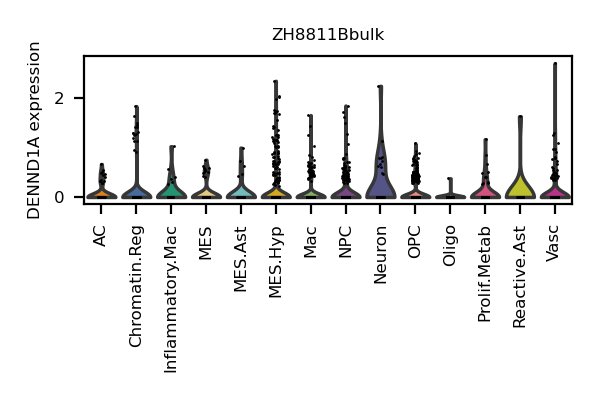 ZH8811Bbulk
DENND1A expression
2
0
AC
Chromatin.Reg
Inflammatory.Mac
MES
MES.Ast
MES.Hyp
Mac
NPC
Neuron
OPC
Oligo
Prolif.Metab
Reactive.Ast
Vasc